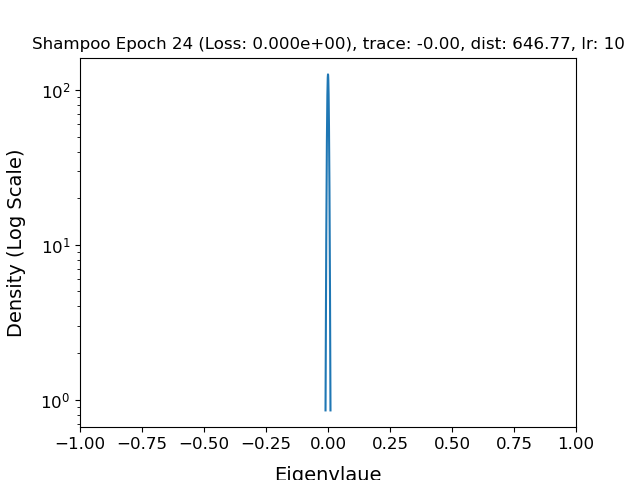 Shampoo Epoch 24 (Loss: 0.000e+00), trace: -0.00, dist: 646.77, lr: 10
Density (Log Scale)
10²
10¹
10⁰
−1.00 −0.75 −0.50 −0.25 0.00 0.25 0.50 0.75 1.00
Eigenvlaue